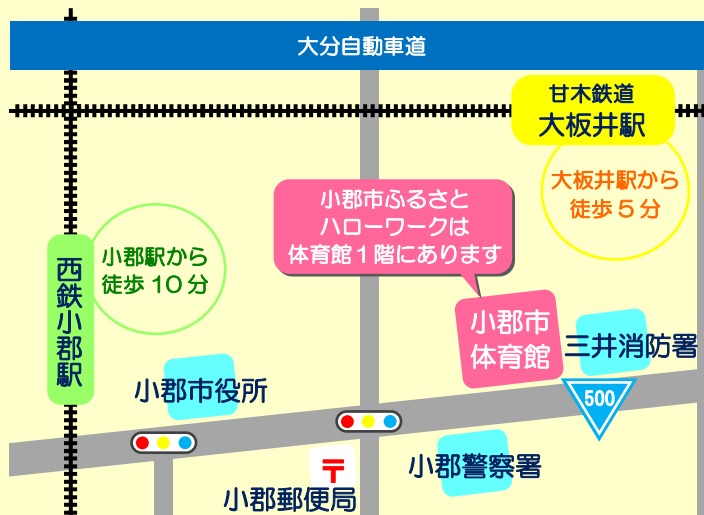 大分自動車道
甘木鉄道
大板井駅
大板井駅から
徒歩5分
小郡市ふるさと
ハローワークは
体育館1階にあります
小郡駅から
徒歩10分
西鉄小郡駅
小郡市
体育館
三井消防署
小郡市役所
500
小郡警察署
〒
小郡郵便局